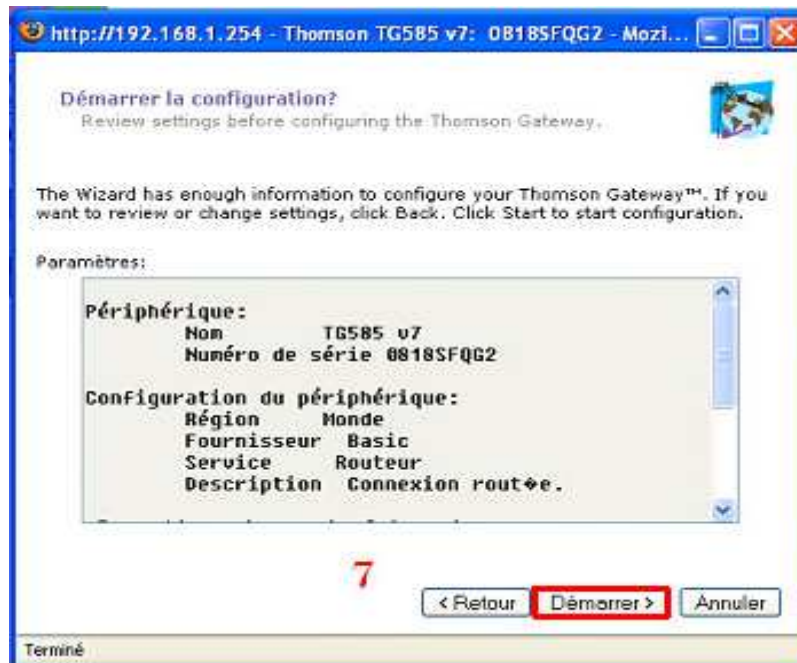 http://192.168.1.254 - Thomson TG585 v7: 0818SFQG2 - Mozi...
Démarrer la configuration?
Review settings before configuring the Thomson Gateway.
The Wizard has enough information to configure your Thomson Gateway™. If you
want to review or change settings, click Back. Click Start to start configuration.
Paramètres:
Périphérique:
Nom TG585 v7
Numéro de série 0818SFQG2
Configuration du périphérique:
Région Monde
Fournisseur Basic
Service Routeur
Description Connexion rout�e.
7
< Retour Démarrer > Annuler
Terminé